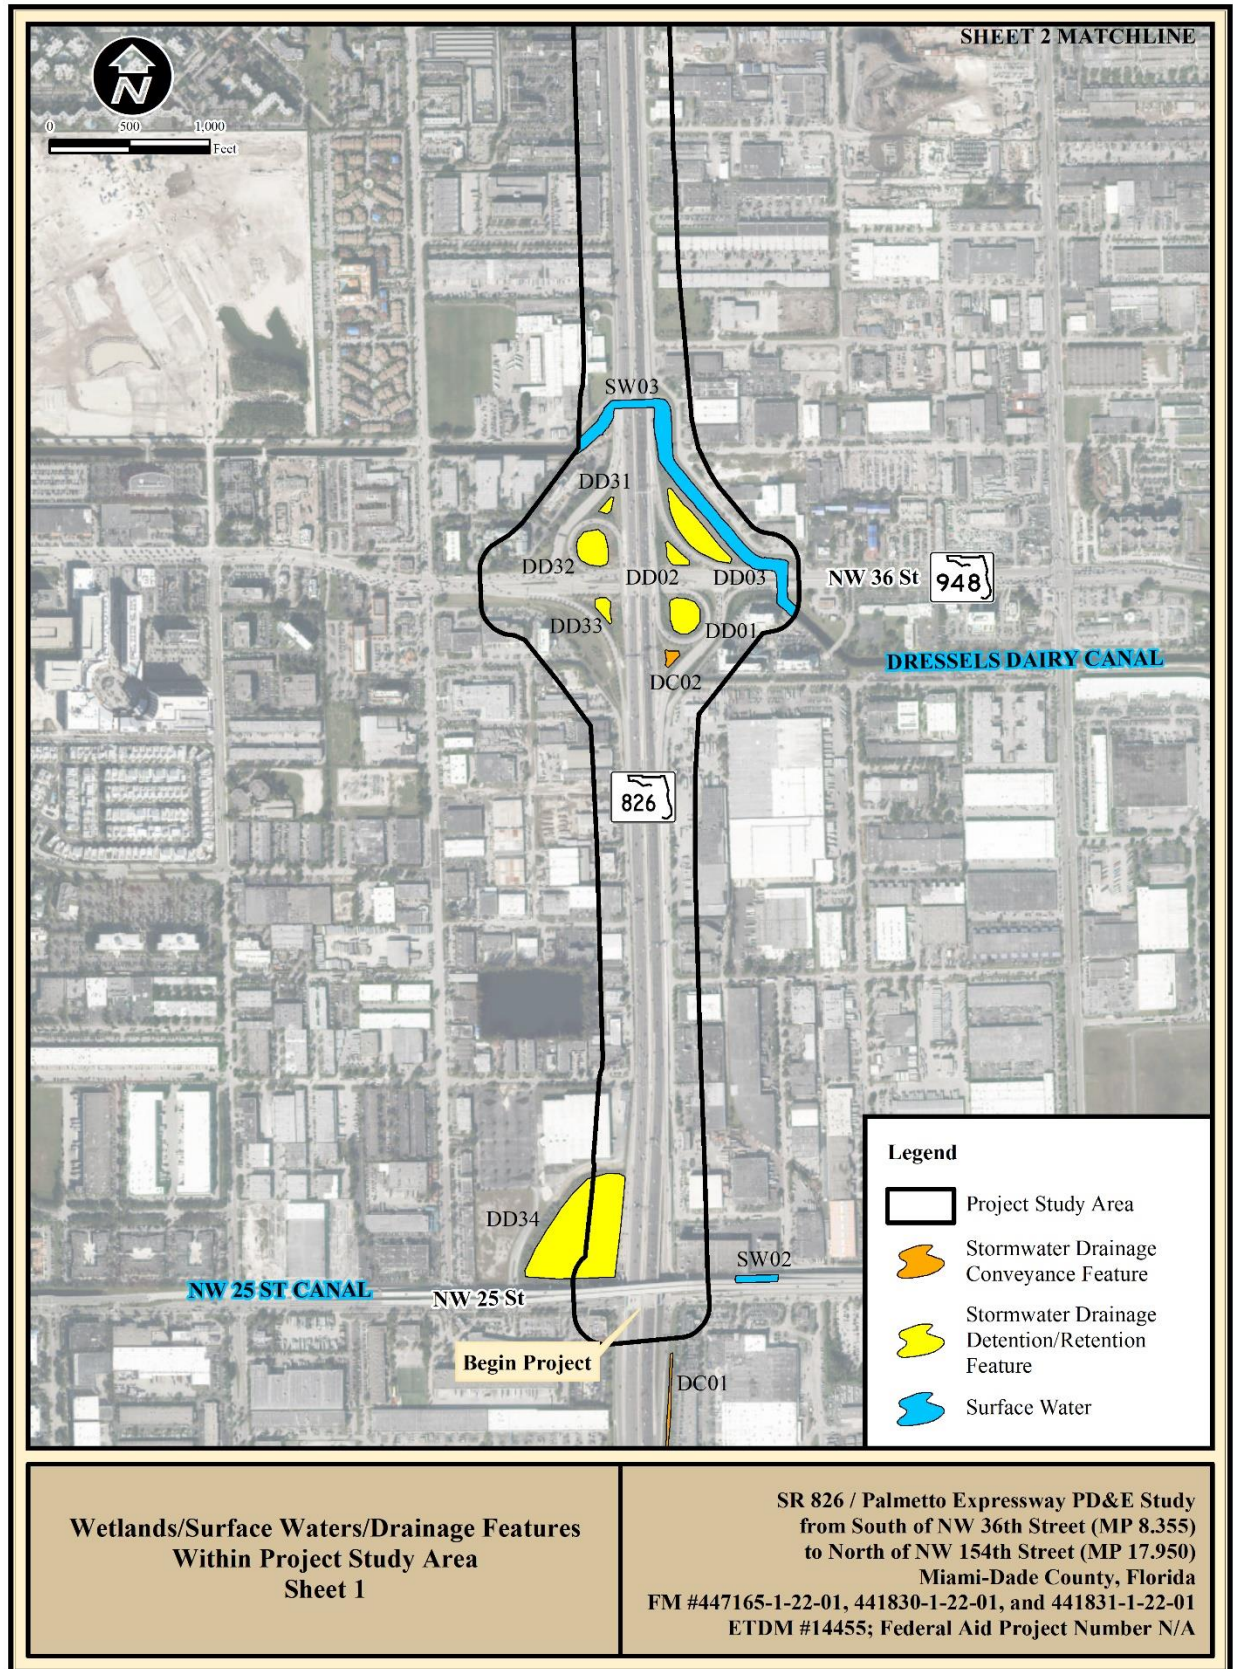 SHEET 2 MATCHLINE
N
0 500 1,000
Feet
SW03
DD31
DD32
DD02
DD03
NW 36 St
948
DD33
DD01
DRESSELS DAIRY CANAL
DC02
826
DD34
SW02
NW 25 ST CANAL
NW 25 St
Begin Project
DC01
Legend
Project Study Area
Stormwater Drainage
Conveyance Feature
Stormwater Drainage
Detention/Retention
Feature
Surface Water
Wetlands/Surface Waters/Drainage Features
Within Project Study Area
Sheet 1
SR 826 / Palmetto Expressway PD&E Study
from South of NW 36th Street (MP 8.355)
to North of NW 154th Street (MP 17.950)
Miami-Dade County, Florida
FM #447165-1-22-01, 441830-1-22-01, and 441831-1-22-01
ETDM #14455; Federal Aid Project Number N/A